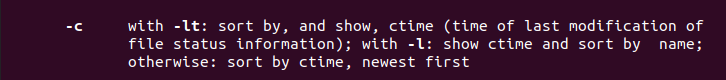 -c with -lt: sort by, and show, ctime (time of last modification of
file status information); with -l: show ctime and sort by name;
otherwise: sort by ctime, newest first